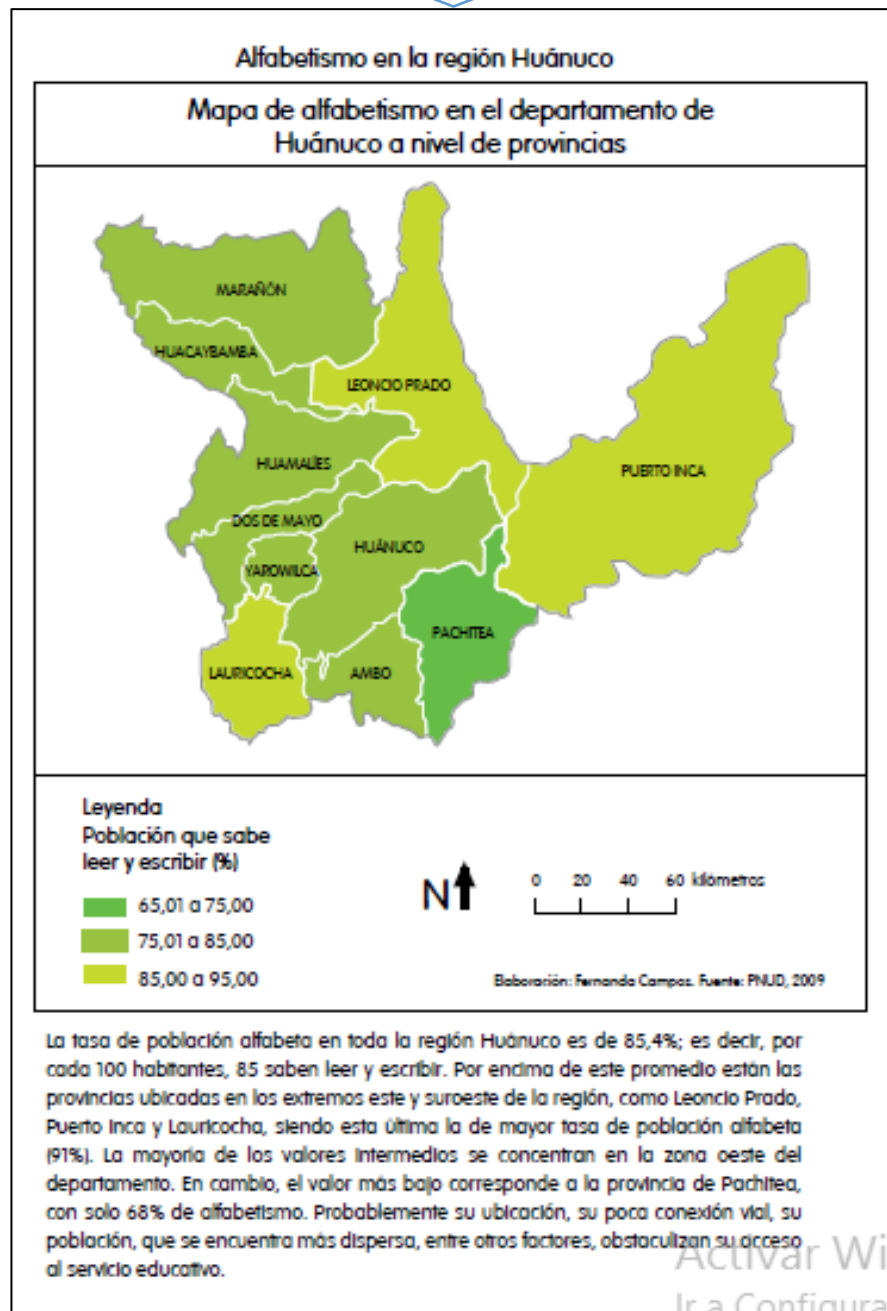 Alfabetismo en la región Huánuco
Mapa de alfabetismo en el departamento de
Huánuco a nivel de provincias
MARAÑÓN
HUACAYBAMBA
LEONCIO PRADO
HUAMALÍES
PUERTO INCA
DOS DE MAYO
HUÁNUCO
YAROWILCA
PACHITEA
LAURICOCHA
AMBO
Leyenda
Población que sabe
leer y escribir (%)
65,01 a 75,00
75,01 a 85,00
85,00 a 95,00
N
0 20 40 60 kilómetros
Elaboración: Fernanda Campos. Fuente: PNUD, 2009
La tasa de población alfabeta en toda la región Huánuco es de 85,4%; es decir, por
cada 100 habitantes, 85 saben leer y escribir. Por encima de este promedio están las
provincias ubicadas en los extremos este y suroeste de la región, como Leoncio Prado,
Puerto Inca y Lauricocha, siendo esta última la de mayor tasa de población alfabeta
(91%). La mayoría de los valores intermedios se concentran en la zona oeste del
departamento. En cambio, el valor más bajo corresponde a la provincia de Pachitea,
con solo 68% de alfabetismo. Probablemente su ubicación, su poca conexión vial, su
población, que se encuentra más dispersa, entre otros factores, obstaculizan su acceso
al servicio educativo.
Activar Wi
Ir a Configura